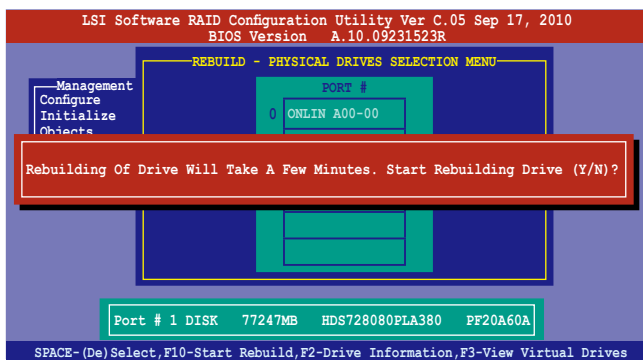 LSI Software RAID Configuration Utility Ver C.05 Sep 17, 2010
BIOS Version A.10.09231523R
REBUILD - PHYSICAL DRIVES SELECTION MENU
Management
Configure
Initialize
Objects
PORT #
0 ONLIN A00-00
Rebuilding Of Drive Will Take A Few Minutes. Start Rebuilding Drive (Y/N)?
Port # 1 DISK 77247MB HDS728080PLA380 PF20A60A
SPACE-(De)Select,F10-Start Rebuild,F2-Drive Information,F3-View Virtual Drives